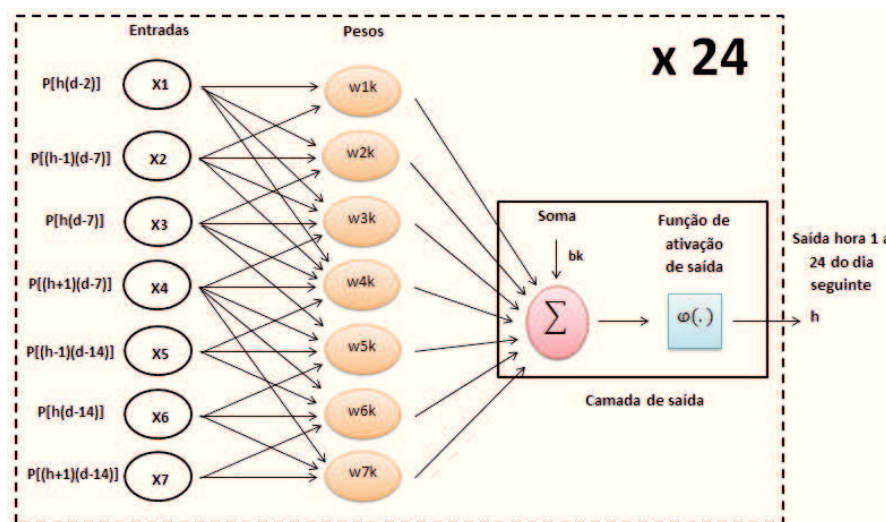 Entradas
Pesos
x 24
P[h(d-2)]
X1
w1k
P[(h-1)(d-7)]
X2
w2k
P[h(d-7)]
X3
w3k
P[(h+1)(d-7)]
X4
w4k
P[(h-1)(d-14)]
X5
w5k
P[h(d-14)]
X6
w6k
P[(h+1)(d-14)]
X7
w7k
Soma
bk
∑
Função de
ativação
de saída
φ(.)
Camada de saída
Saída hora 1 a
24 do dia
seguinte
h